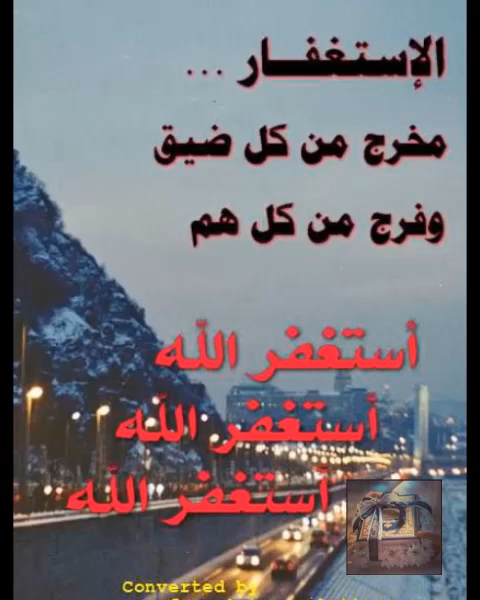 الإستغفار ...
مخرج من كل ضيق
وفرج من كل هم
أستغفر الله
أستغفر الله
أستغفر الله
Converted by